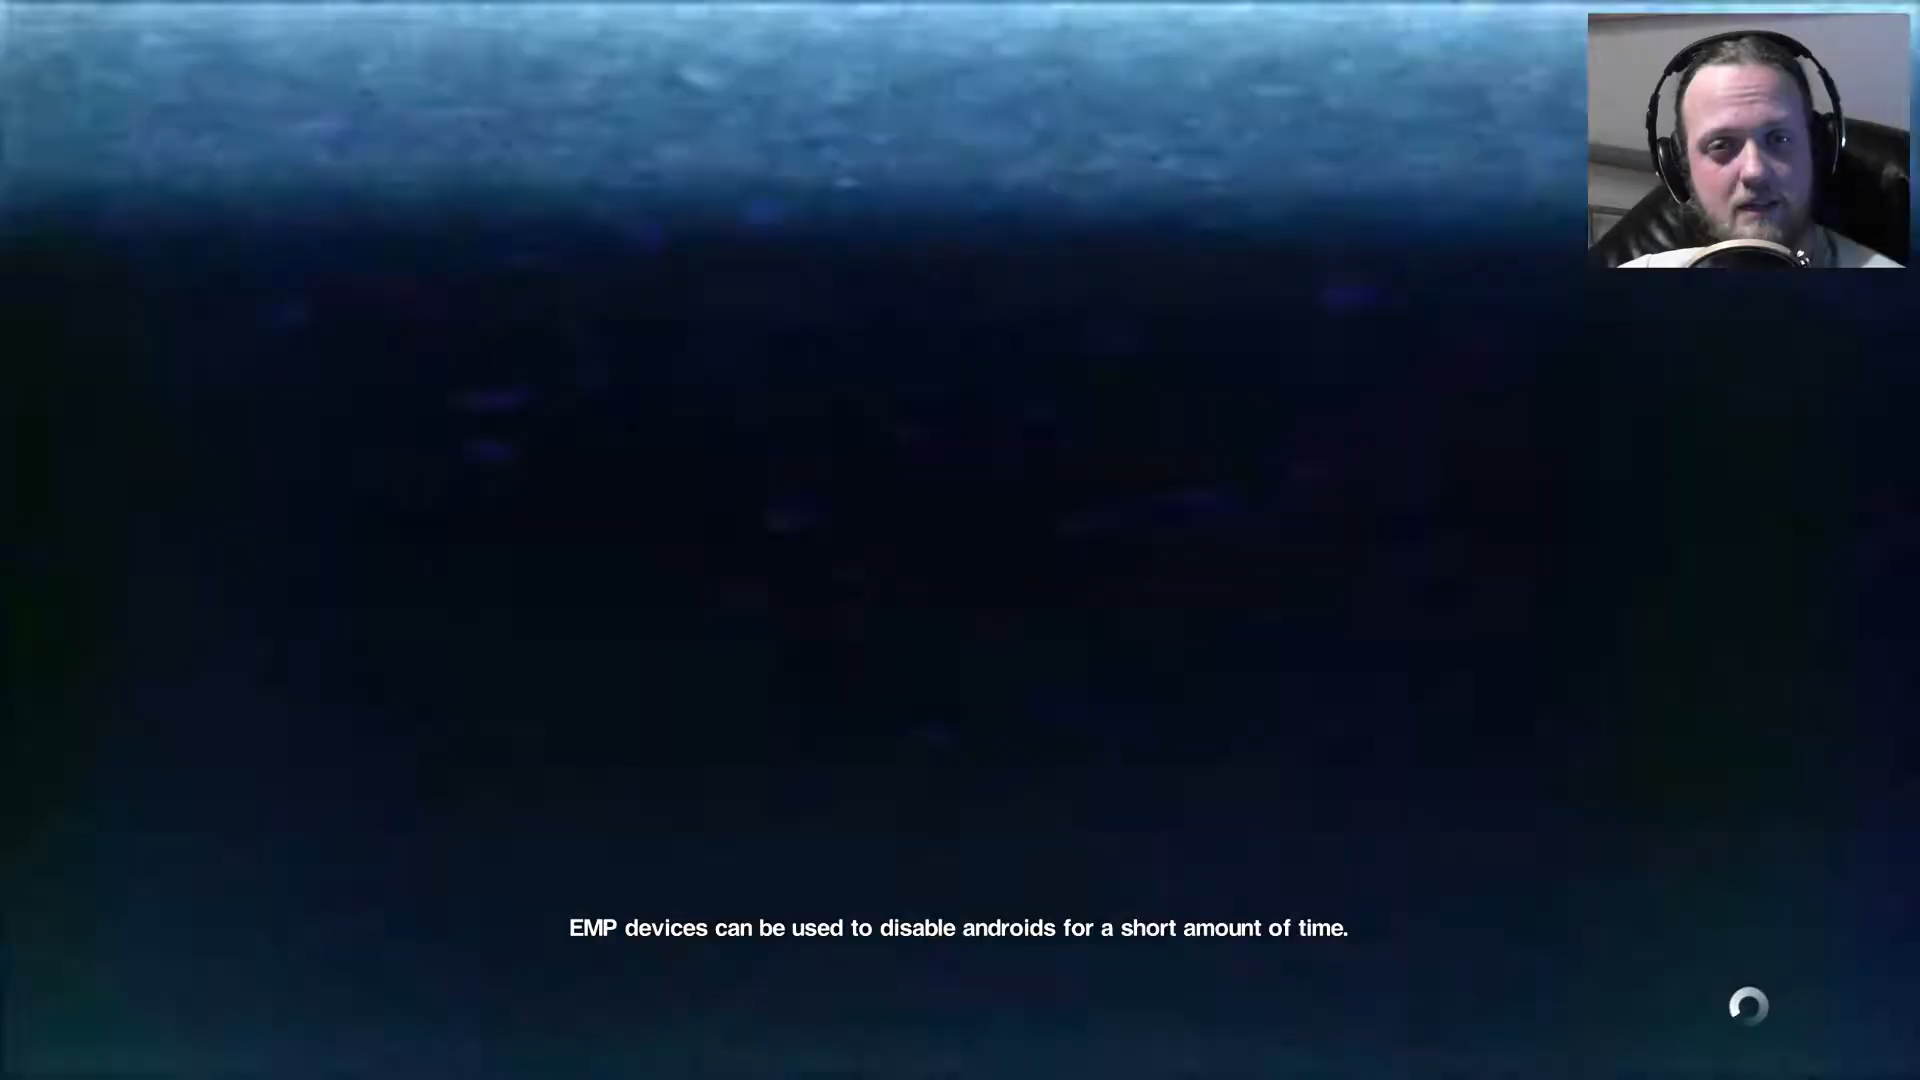 EMP devices can be used to disable androids for a short amount of time.